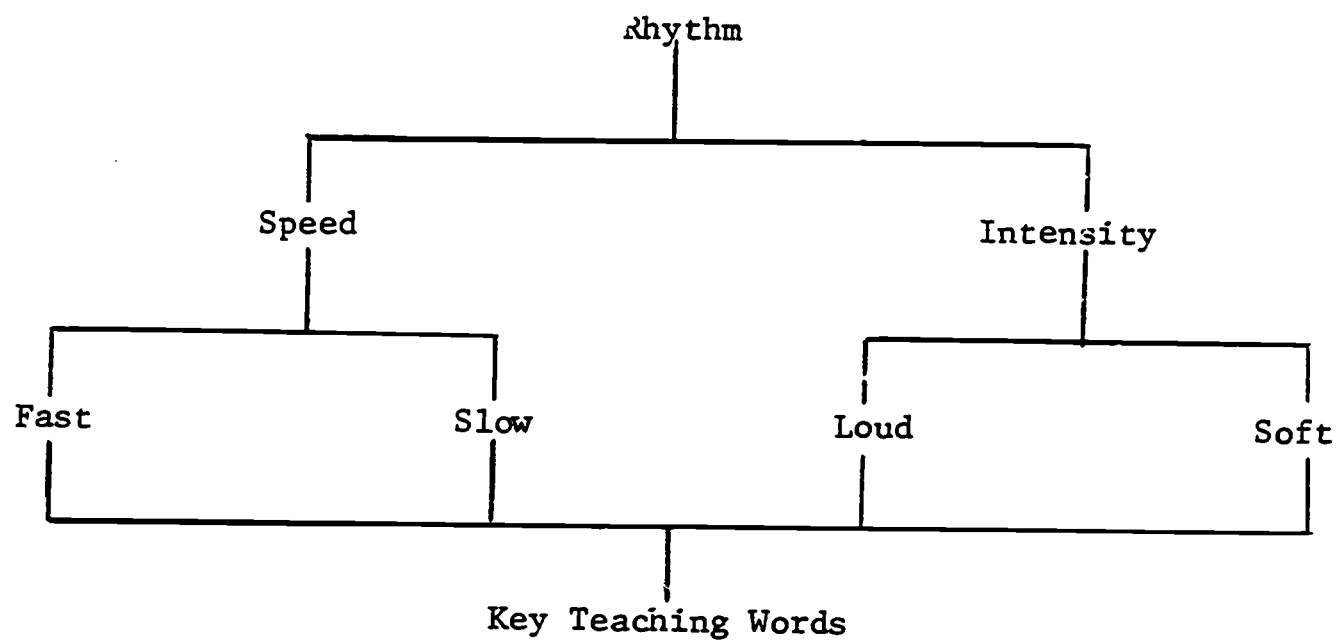 Rhythm
Speed
Intensity
Fast
Slow
Loud
Soft
Key Teaching Words